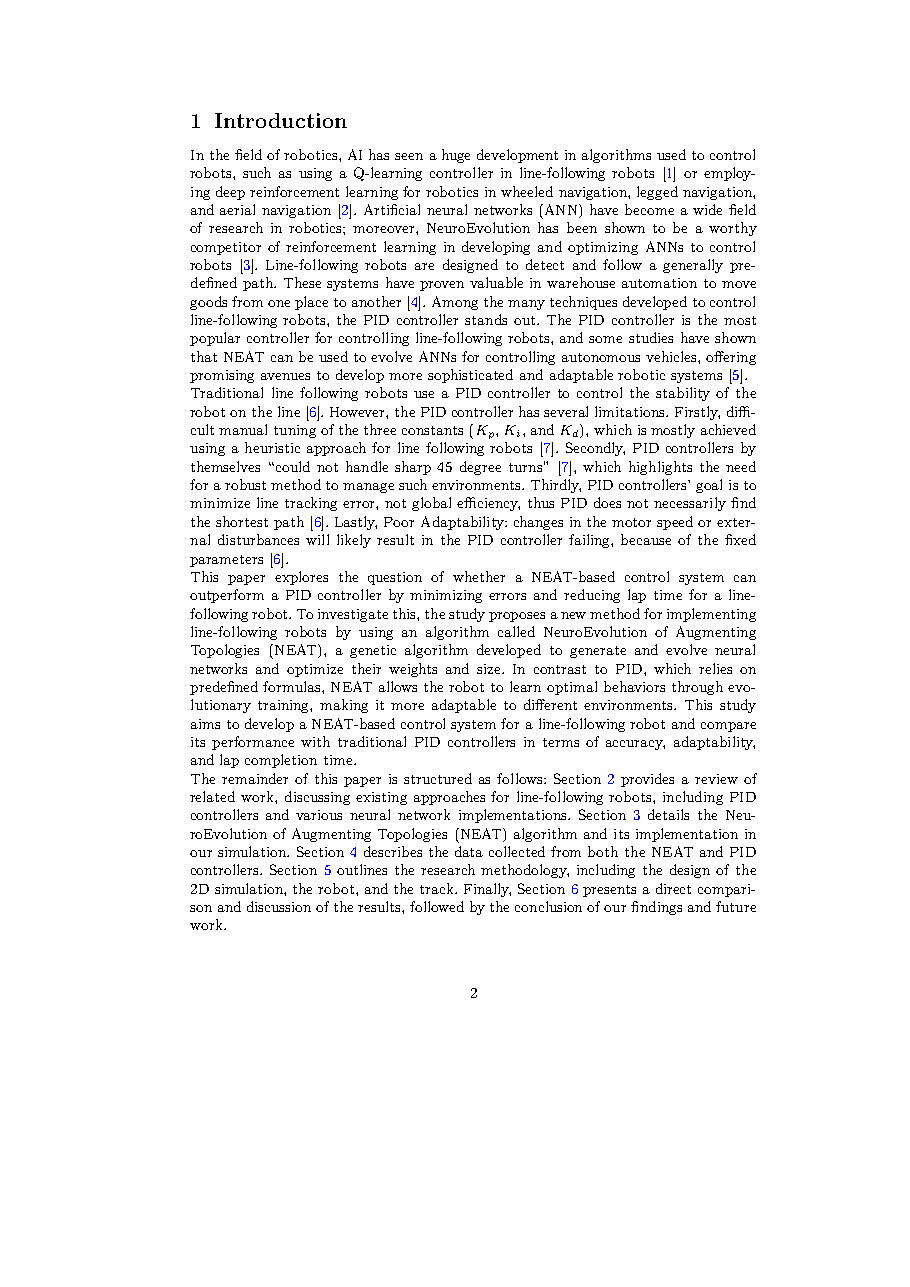 1 Introduction
In the field of robotics, AI has seen a huge development in algorithms used to control
robots, such as using a Q-learning controller in line-following robots [1] or employ-
ing deep reinforcement learning for robotics in wheeled navigation, legged navigation,
and aerial navigation [2]. Artificial neural networks (ANN) have become a wide field
of research in robotics; moreover, NeuroEvolution has been shown to be a worthy
competitor of reinforcement learning in developing and optimizing ANNs to control
robots [3]. Line-following robots are designed to detect and follow a generally pre-
defined path. These systems have proven valuable in warehouse automation to move
goods from one place to another [4]. Among the many techniques developed to control
line-following robots, the PID controller stands out. The PID controller is the most
popular controller for controlling line-following robots, and some studies have shown
that NEAT can be used to evolve ANNs for controlling autonomous vehicles, offering
promising avenues to develop more sophisticated and adaptable robotic systems [5].
Traditional line following robots use a PID controller to control the stability of the
robot on the line [6]. However, the PID controller has several limitations. Firstly, diffi-
cult manual tuning of the three constants (Kp, Ki, and Kd), which is mostly achieved
using a heuristic approach for line following robots [7]. Secondly, PID controllers by
themselves “could not handle sharp 45 degree turns” [7], which highlights the need
for a robust method to manage such environments. Thirdly, PID controllers’ goal is to
minimize line tracking error, not global efficiency, thus PID does not necessarily find
the shortest path [6]. Lastly, Poor Adaptability: changes in the motor speed or exter-
nal disturbances will likely result in the PID controller failing, because of the fixed
parameters [6].
This paper explores the question of whether a NEAT-based control system can
outperform a PID controller by minimizing errors and reducing lap time for a line-
following robot. To investigate this, the study proposes a new method for implementing
line-following robots by using an algorithm called NeuroEvolution of Augmenting
Topologies (NEAT), a genetic algorithm developed to generate and evolve neural
networks and optimize their weights and size. In contrast to PID, which relies on
predefined formulas, NEAT allows the robot to learn optimal behaviors through evo-
lutionary training, making it more adaptable to different environments. This study
aims to develop a NEAT-based control system for a line-following robot and compare
its performance with traditional PID controllers in terms of accuracy, adaptability,
and lap completion time.
The remainder of this paper is structured as follows: Section 2 provides a review of
related work, discussing existing approaches for line-following robots, including PID
controllers and various neural network implementations. Section 3 details the Neu-
roEvolution of Augmenting Topologies (NEAT) algorithm and its implementation in
our simulation. Section 4 describes the data collected from both the NEAT and PID
controllers. Section 5 outlines the research methodology, including the design of the
2D simulation, the robot, and the track. Finally, Section 6 presents a direct compari-
son and discussion of the results, followed by the conclusion of our findings and future
work.
2